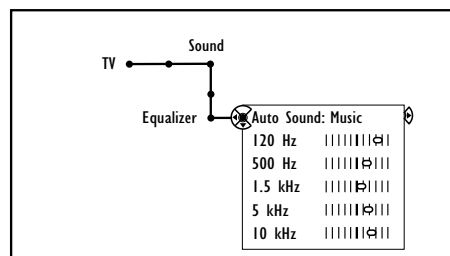 Sound
TV
Equalizer
Auto Sound: Music
120 Hz
500 Hz
1.5 kHz
5 kHz
10 kHz